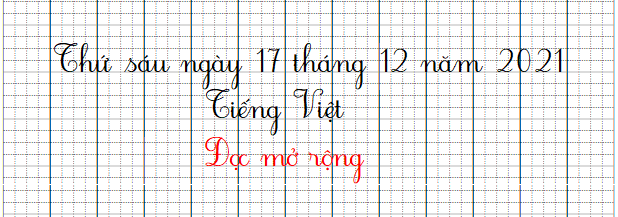 Thứ sáu ngày 17 tháng 12 năm 2021
Tiếng Việt
Đọc mở rộng